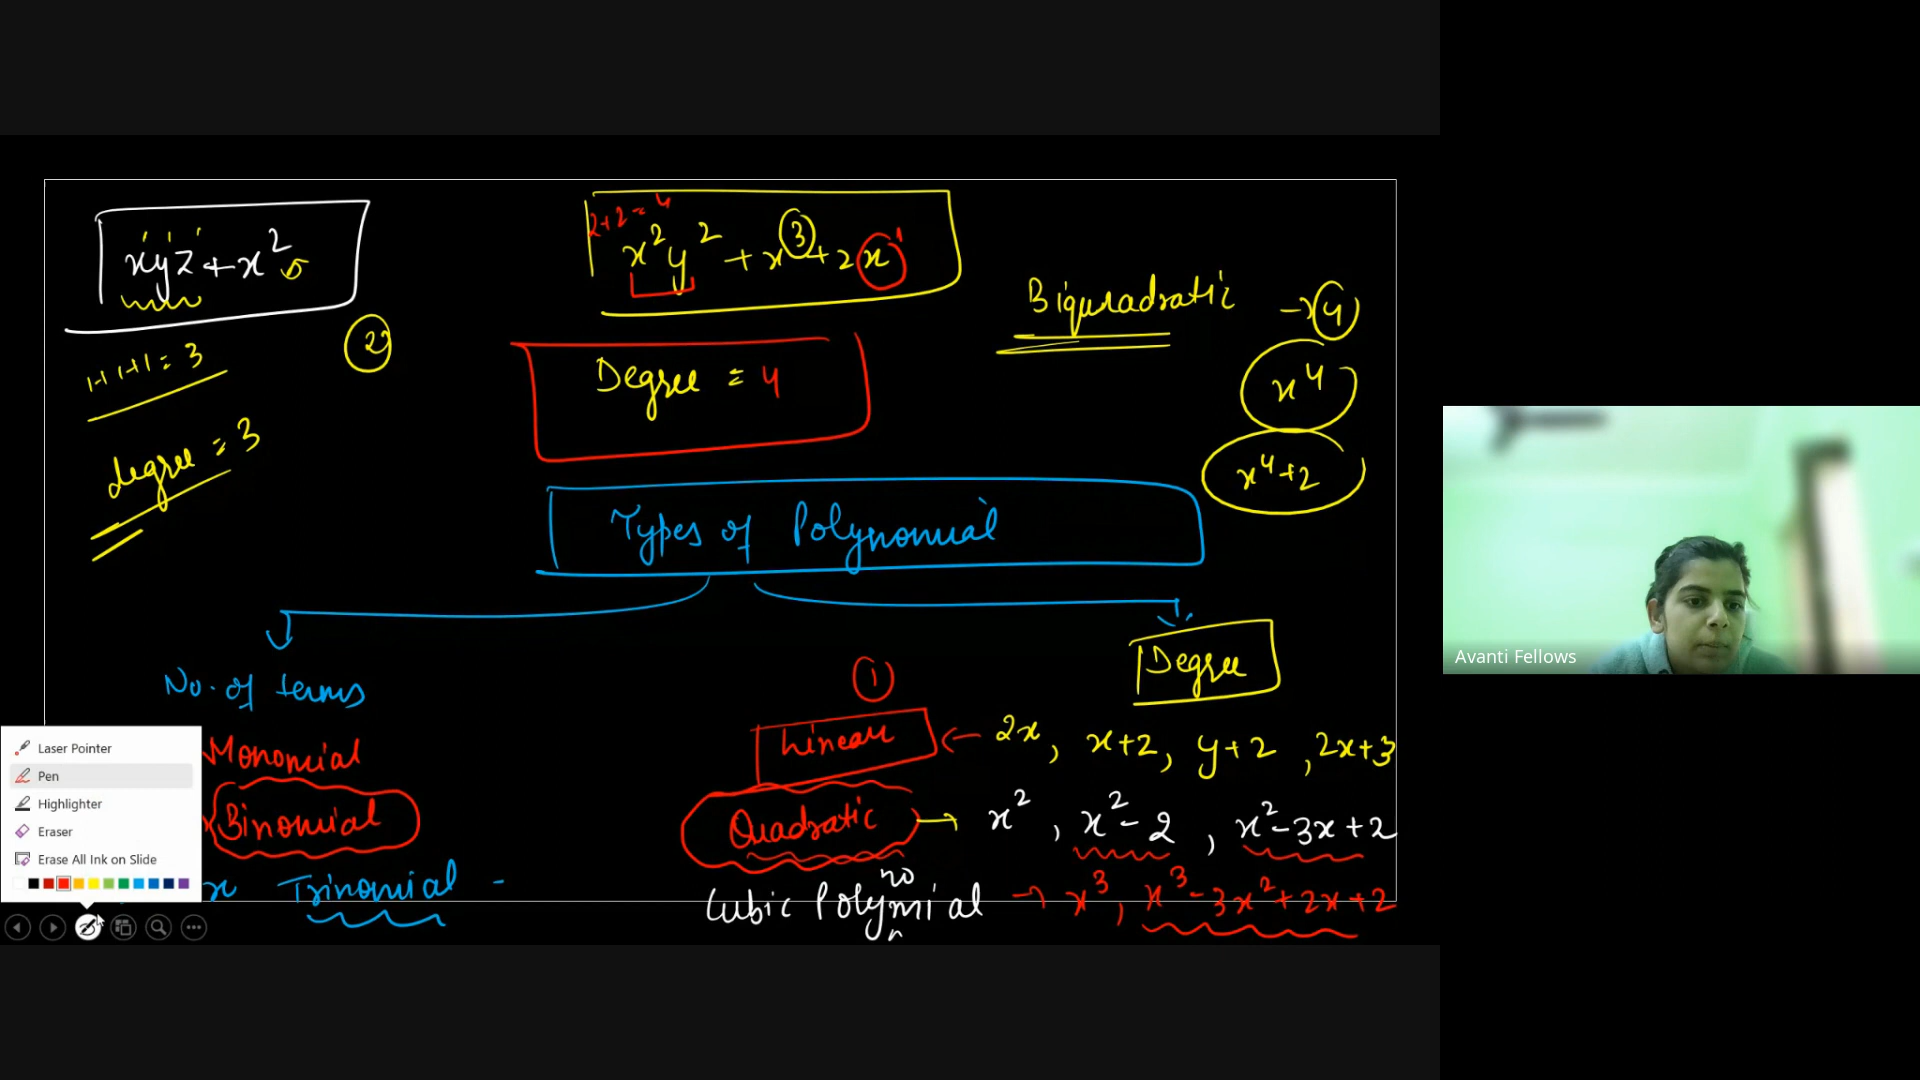 xyz + x²
1+1+1 = 3
2
degree = 3
2+2 = 4
x²y² + x³ + 2x¹
Degree = 4
Biquradratic → 4
x⁴
x⁴+2
Types of Polynomial
No. of terms
Monomial
Binomial
x Trinomial -
Degree
1
Linear ← 2x, x+2, y+2, 2x+3
Quadratic → x², x²-2, x²-3x+2
no
Cubic Polymial → x³, x³-3x²+2x+2
n
Laser Pointer
Pen
Highlighter
Eraser
Erase All Ink on Slide
Avanti Fellows